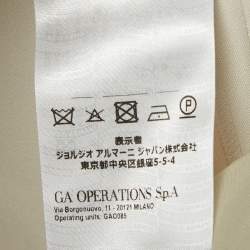 表示者
ジョルジオ アルマーニ ジャパン株式会社
東京都中央区銀座5-5-4
GA OPERATIONS S.p.A
Via Borgonuovo, 11 - 20121 MILANO
Operating units: GAO085